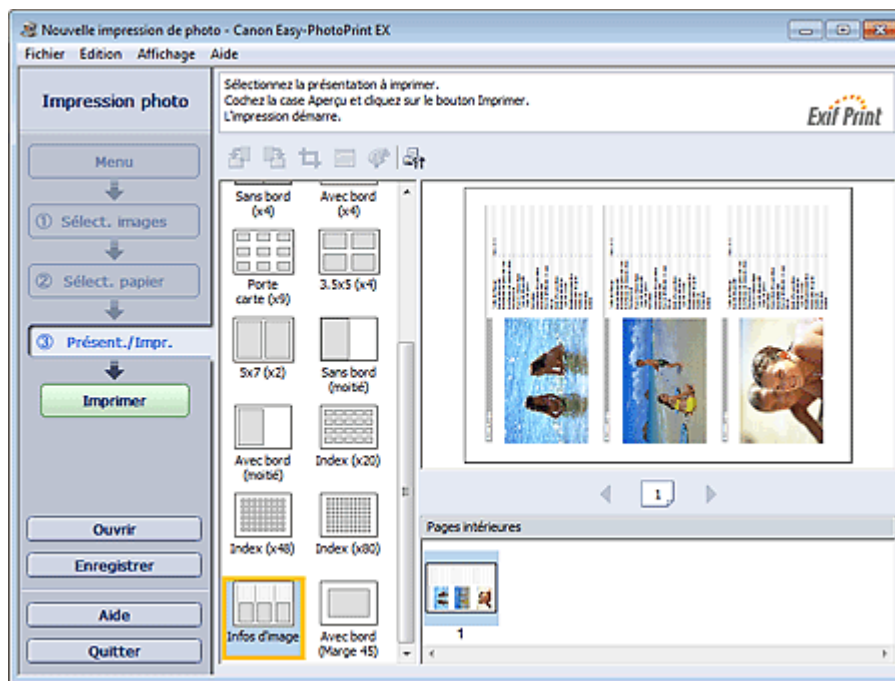 Nouvelle impression de photo - Canon Easy-PhotoPrint EX
Fichier Édition Affichage Aide
Impression photo
Sélectionnez la présentation à imprimer.
Cochez la case Aperçu et cliquez sur le bouton Imprimer.
L'impression démarre.
Exif Print
Menu
① Sélect. images
② Sélect. papier
③ Présent./Impr.
Imprimer
Ouvrir
Enregistrer
Aide
Quitter
Sans bord
(x4)
Avec bord
(x4)
Porte
carte (x9)
3.5x5 (x4)
5x7 (x2)
Sans bord
(moitié)
Avec bord
(moitié)
Index (x20)
Index (x48)
Index (x80)
Infos d'image
Avec bord
(Marge 45)
1
Pages intérieures
1